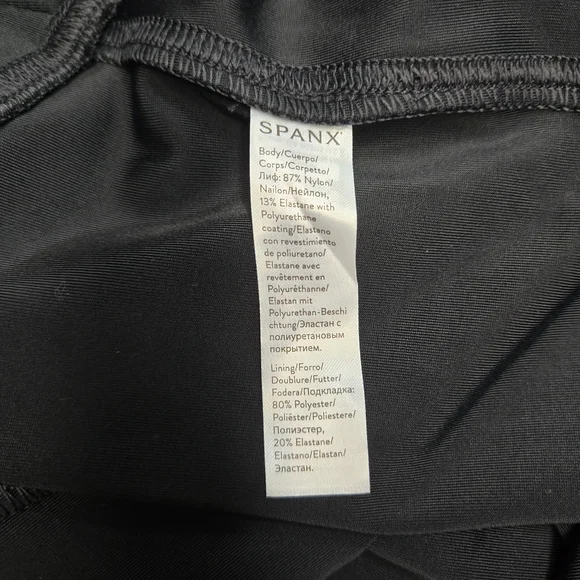 SPANX®
Body/Cuerpo/
Corps/Corpetto/
Лиф: 87% Nylon/
Nailon/Нейлон,
13% Elastane with
Polyurethane
coating/Elastano
con revestimiento
de poliuretano/
Elastane avec
revêtement en
Polyuréthanne/
Elastan mit
Polyurethan-Beschi
chtung/Эластан с
полиуретановым
покрытием.
Lining/Forro/
Doublure/Futter/
Fodera/Подкладка:
80% Polyester/
Poliéster/Poliestere/
Полиэстер,
20% Elastane/
Elastano/Elastan/
Эластан.